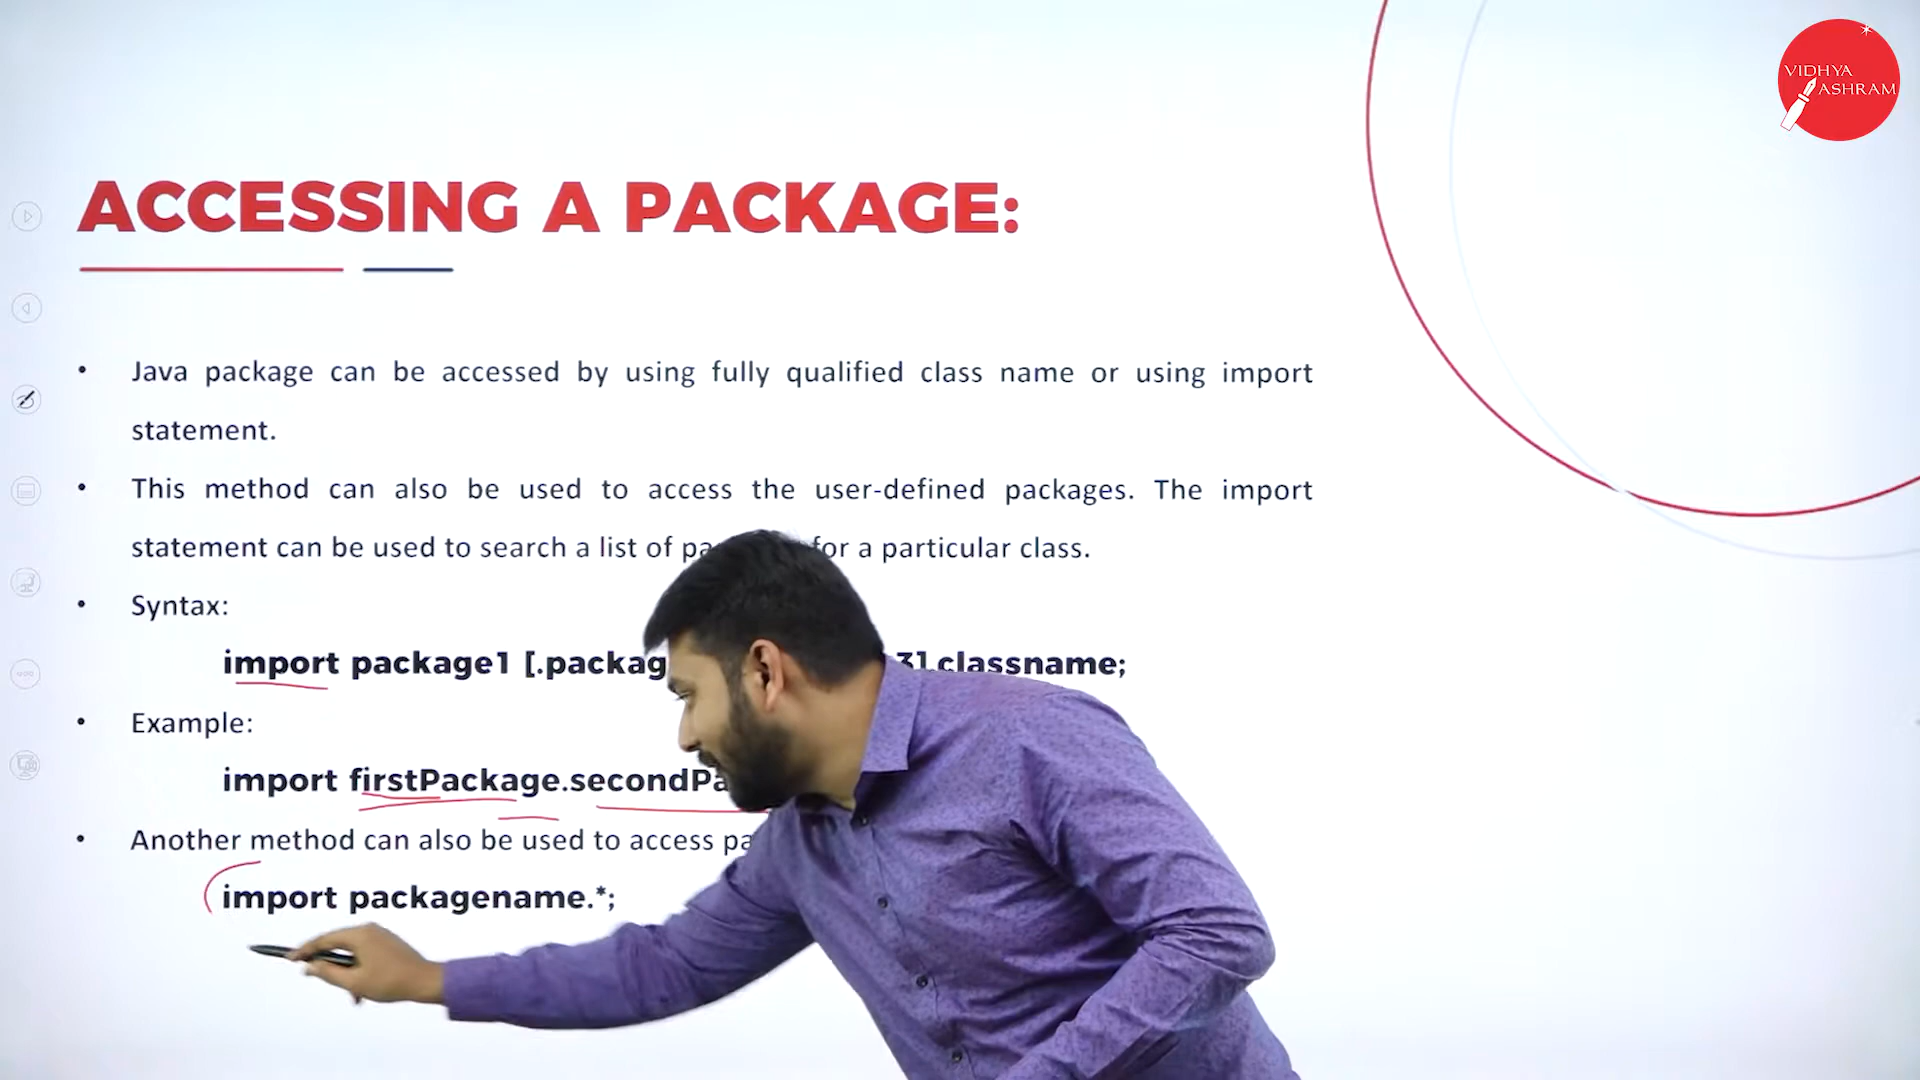 VIDHYA
ASHRAM
ACCESSING A PACKAGE:
• Java package can be accessed by using fully qualified class name or using import
statement.
• This method can also be used to access the user-defined packages. The import
statement can be used to search a list of for a particular class.
• Syntax:
import package1 [.packag 3].classname;
• Example:
import firstPackage.secondPa
• Another method can also be used to access pa
import packagename.*;